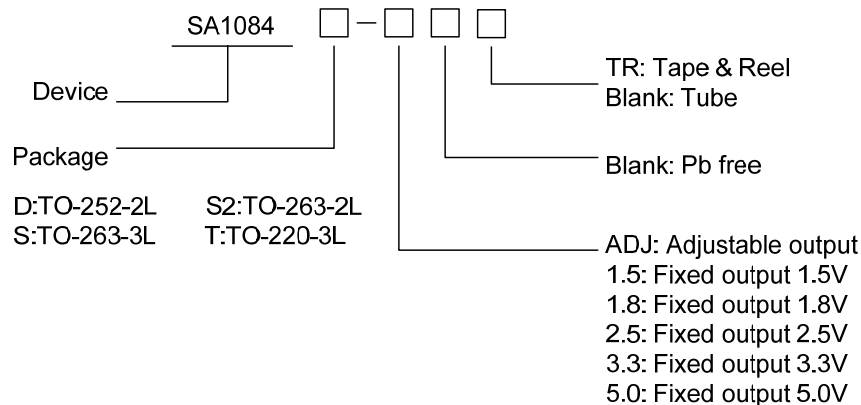 SA1084 □ - □ □ □
Device
Package
D:TO-252-2L S2:TO-263-2L
S:TO-263-3L T:TO-220-3L
TR: Tape & Reel
Blank: Tube
Blank: Pb free
ADJ: Adjustable output
1.5: Fixed output 1.5V
1.8: Fixed output 1.8V
2.5: Fixed output 2.5V
3.3: Fixed output 3.3V
5.0: Fixed output 5.0V